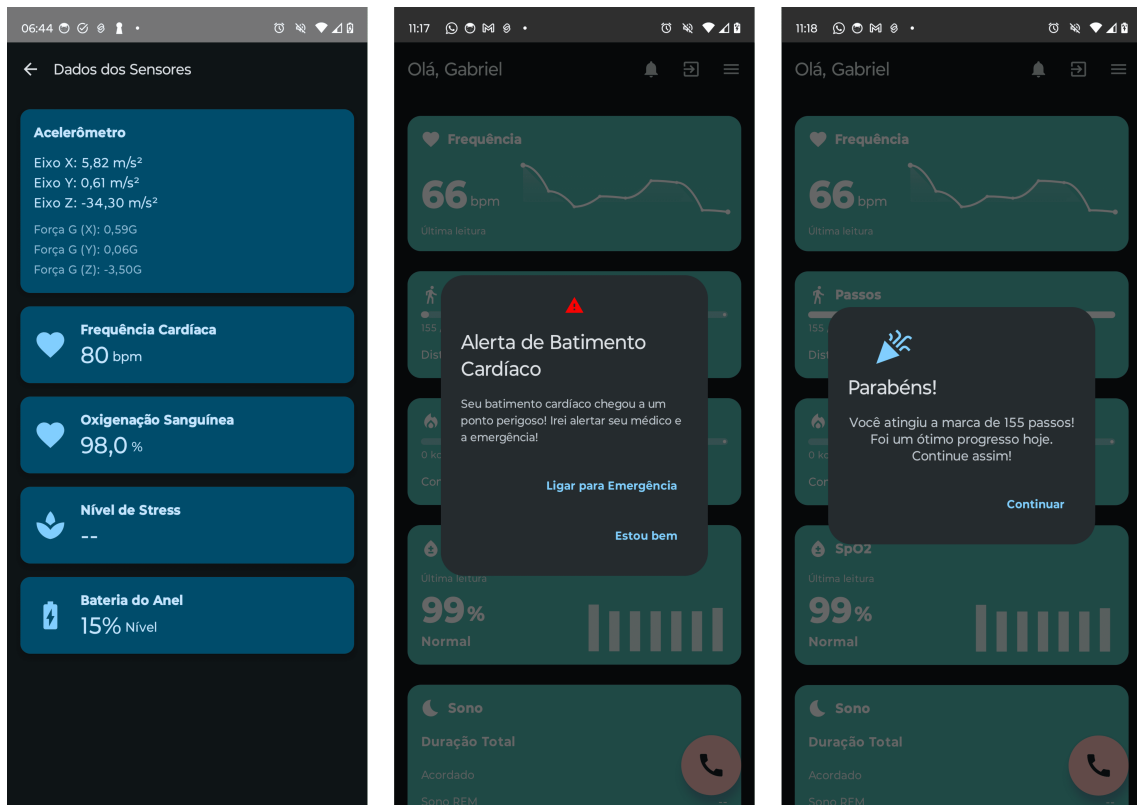 06:44
Dados dos Sensores
Acelerômetro
Eixo X: 5,82 m/s²
Eixo Y: 0,61 m/s²
Eixo Z: -34,30 m/s²
Força G (X): 0,59G
Força G (Y): 0,06G
Força G (Z): -3,50G
Frequência Cardíaca
80 bpm
Oxigenação Sanguínea
98,0 %
Nível de Stress
--
Bateria do Anel
15% Nível
11:17
Olá, Gabriel
Frequência
66 bpm
Última leitura
155
Alerta de Batimento
Cardíaco
Seu batimento cardíaco chegou a um
ponto perigoso! Irei alertar seu médico e
a emergência!
Ligar para Emergência
Estou bem
Última leitura
99%
Normal
Sono
Duração Total
Acordado
Sono REM
11:18
Olá, Gabriel
Frequência
66 bpm
Última leitura
Passos
155
Parabéns!
Você atingiu a marca de 155 passos!
Foi um ótimo progresso hoje.
Continue assim!
Continuar
SpO2
Última leitura
99%
Normal
Sono
Duração Total
Acordado
Sono REM
--